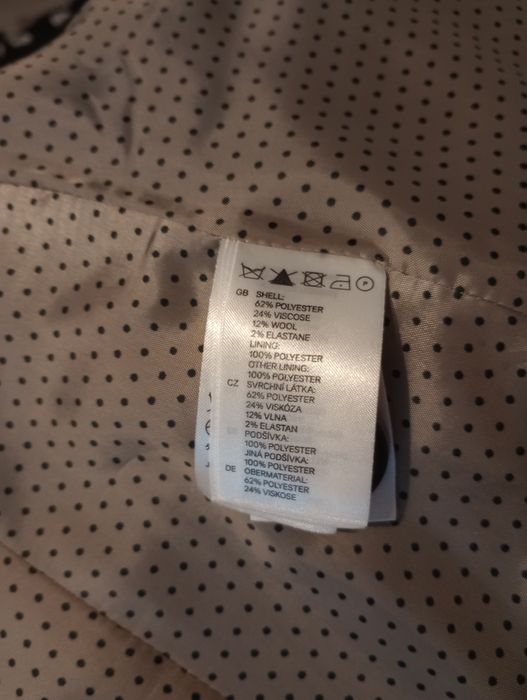 P
GB SHELL:
62% POLYESTER
24% VISCOSE
12% WOOL
2% ELASTANE
LINING:
100% POLYESTER
OTHER LINING:
100% POLYESTER
CZ SVRCHNÍ LÁTKA:
62% POLYESTER
24% VISKÓZA
12% VLNA
2% ELASTAN
PODŠÍVKA:
100% POLYESTER
JINÁ PODŠÍVKA:
100% POLYESTER
DE OBERMATERIAL:
62% POLYESTER
24% VISKOSE